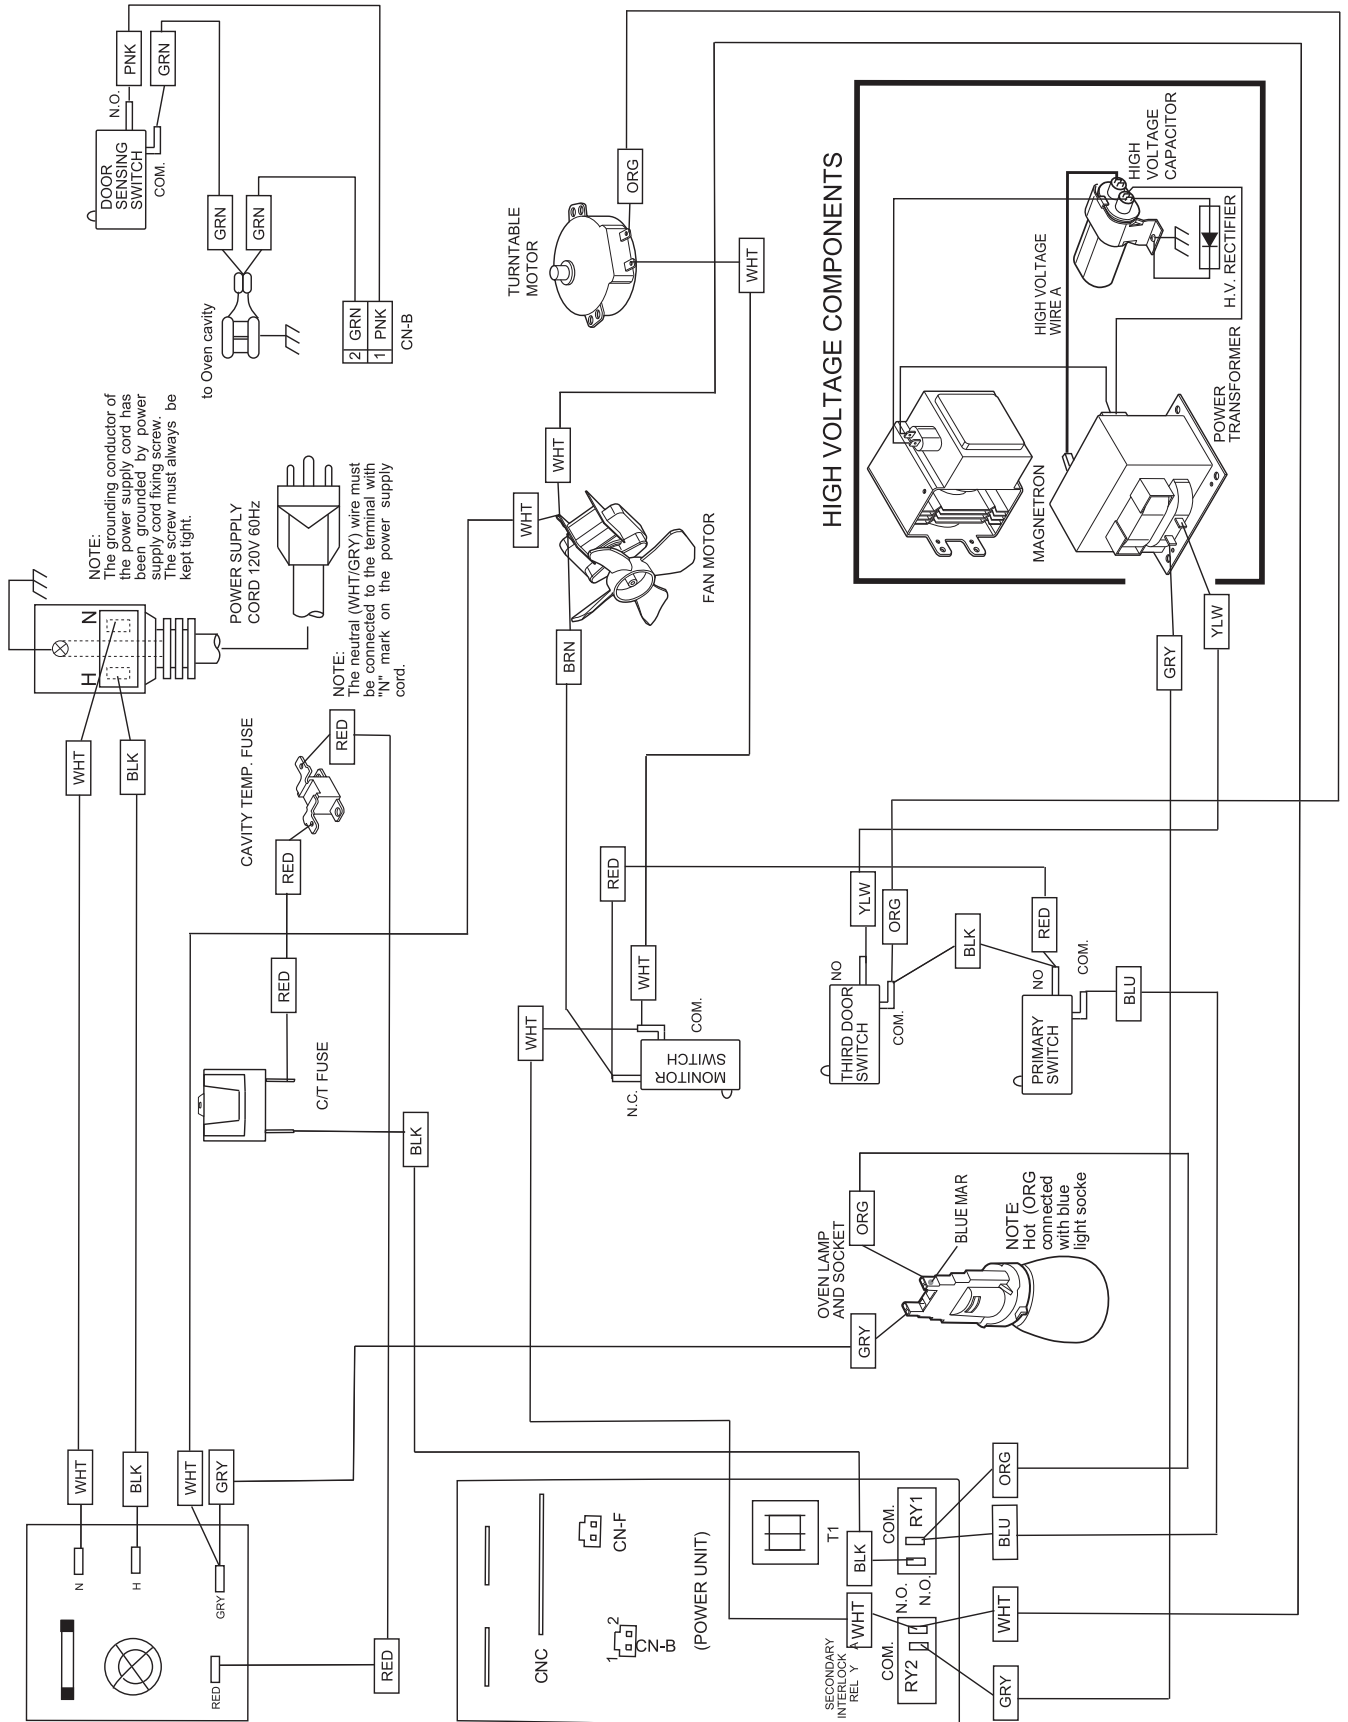 PNK
GRN
N.O.
DOOR
SENSING
SWITCH
COM.
GRN
GRN
to Oven cavity
2 GRN
1 PNK
CN-B
NOTE:
The grounding conductor of
the power supply cord has
been grounded by power
supply cord fixing screw.
The screw must always be
kept tight.
H
N
POWER SUPPLY
CORD 120V 60Hz
NOTE:
The neutral (WHT/GRY) wire must
be connected to the terminal with
"N" mark on the power supply
cord.
WHT
BLK
CAVITY TEMP. FUSE
RED
RED
RED
C/T FUSE
BLK
TURNTABLE
MOTOR
ORG
WHT
WHT
WHT
FAN MOTOR
BRN
HIGH VOLTAGE COMPONENTS
HIGH
VOLTAGE
CAPACITOR
HIGH VOLTAGE
WIRE A
H.V. RECTIFIER
MAGNETRON
POWER
TRANSFORMER
GRY
YLW
RED
WHT
WHT
COM.
MONITOR
SWITCH
N.C.
YLW
ORG
NO
THIRD DOOR
SWITCH
COM.
BLK
RED
NO
COM.
PRIMARY
SWITCH
BLU
OVEN LAMP
AND SOCKET
ORG
GRY
BLUE MAR
NOTE
Hot (ORG
connected
with blue
light socke
WHT
BLK
WHT
GRY
N
H
GRY
RED
RED
CNC
CN-F
1 2
CN-B
(POWER UNIT)
T1
BLK
COM.
RY1
N.O.
N.O.
WHT
SECONDARY
INTERLOCK
REL Y A
COM.
RY2
ORG
BLU
WHT
GRY